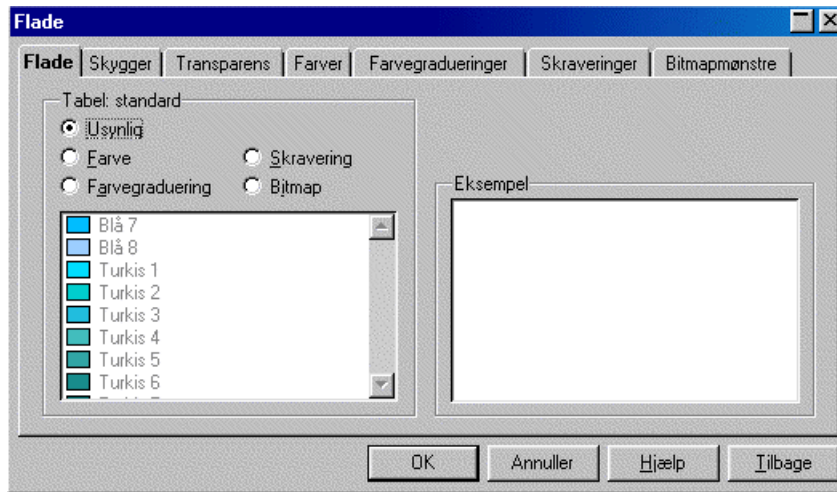 Flade
Flade Skygger Transparens Farver Farvegradueringer Skraveringer Bitmapmønstre
Tabel: standard
Usynlig
Farve Skravering
Farvegraduering Bitmap
Eksempel
Blå 7
Blå 8
Turkis 1
Turkis 2
Turkis 3
Turkis 4
Turkis 5
Turkis 6
OK Annuller Hjælp Tilbage